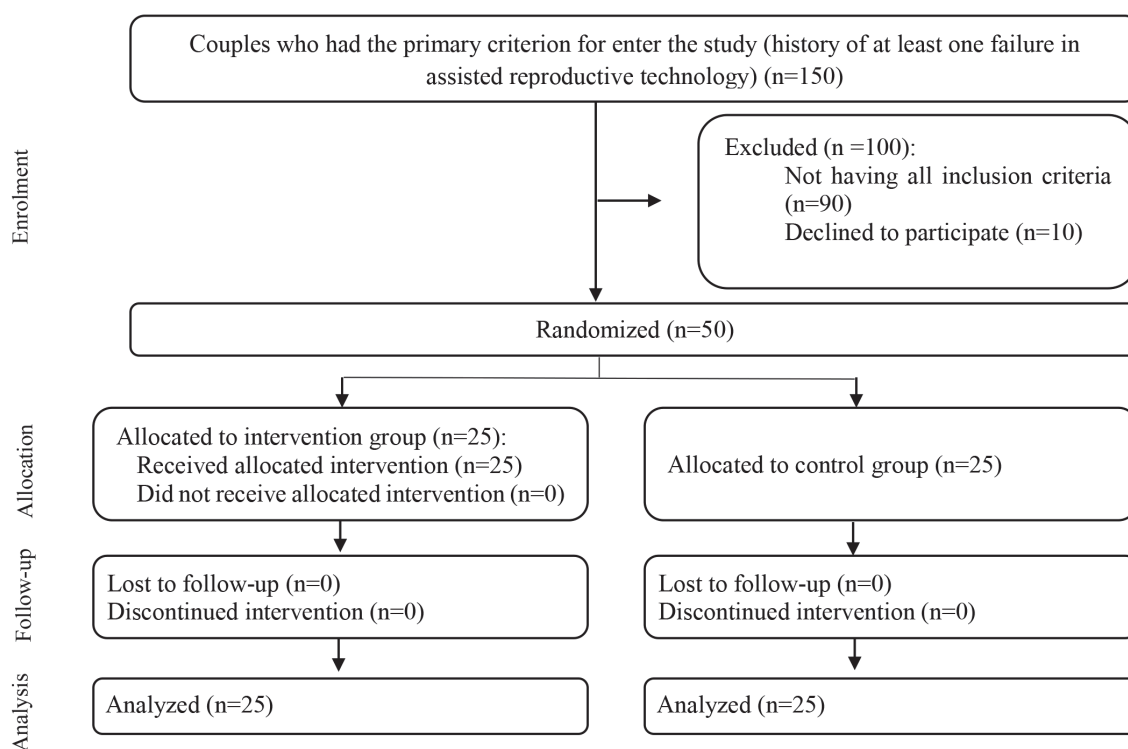 Couples who had the primary criterion for enter the study (history of at least one failure in
assisted reproductive technology) (n=150)
Enrolment
Excluded (n =100):
Not having all inclusion criteria
(n=90)
Declined to participate (n=10)
Randomized (n=50)
Allocation
Allocated to intervention group (n=25):
Received allocated intervention (n=25)
Did not receive allocated intervention (n=0)
Allocated to control group (n=25)
Follow-up
Lost to follow-up (n=0)
Discontinued intervention (n=0)
Lost to follow-up (n=0)
Discontinued intervention (n=0)
Analysis
Analyzed (n=25)
Analyzed (n=25)